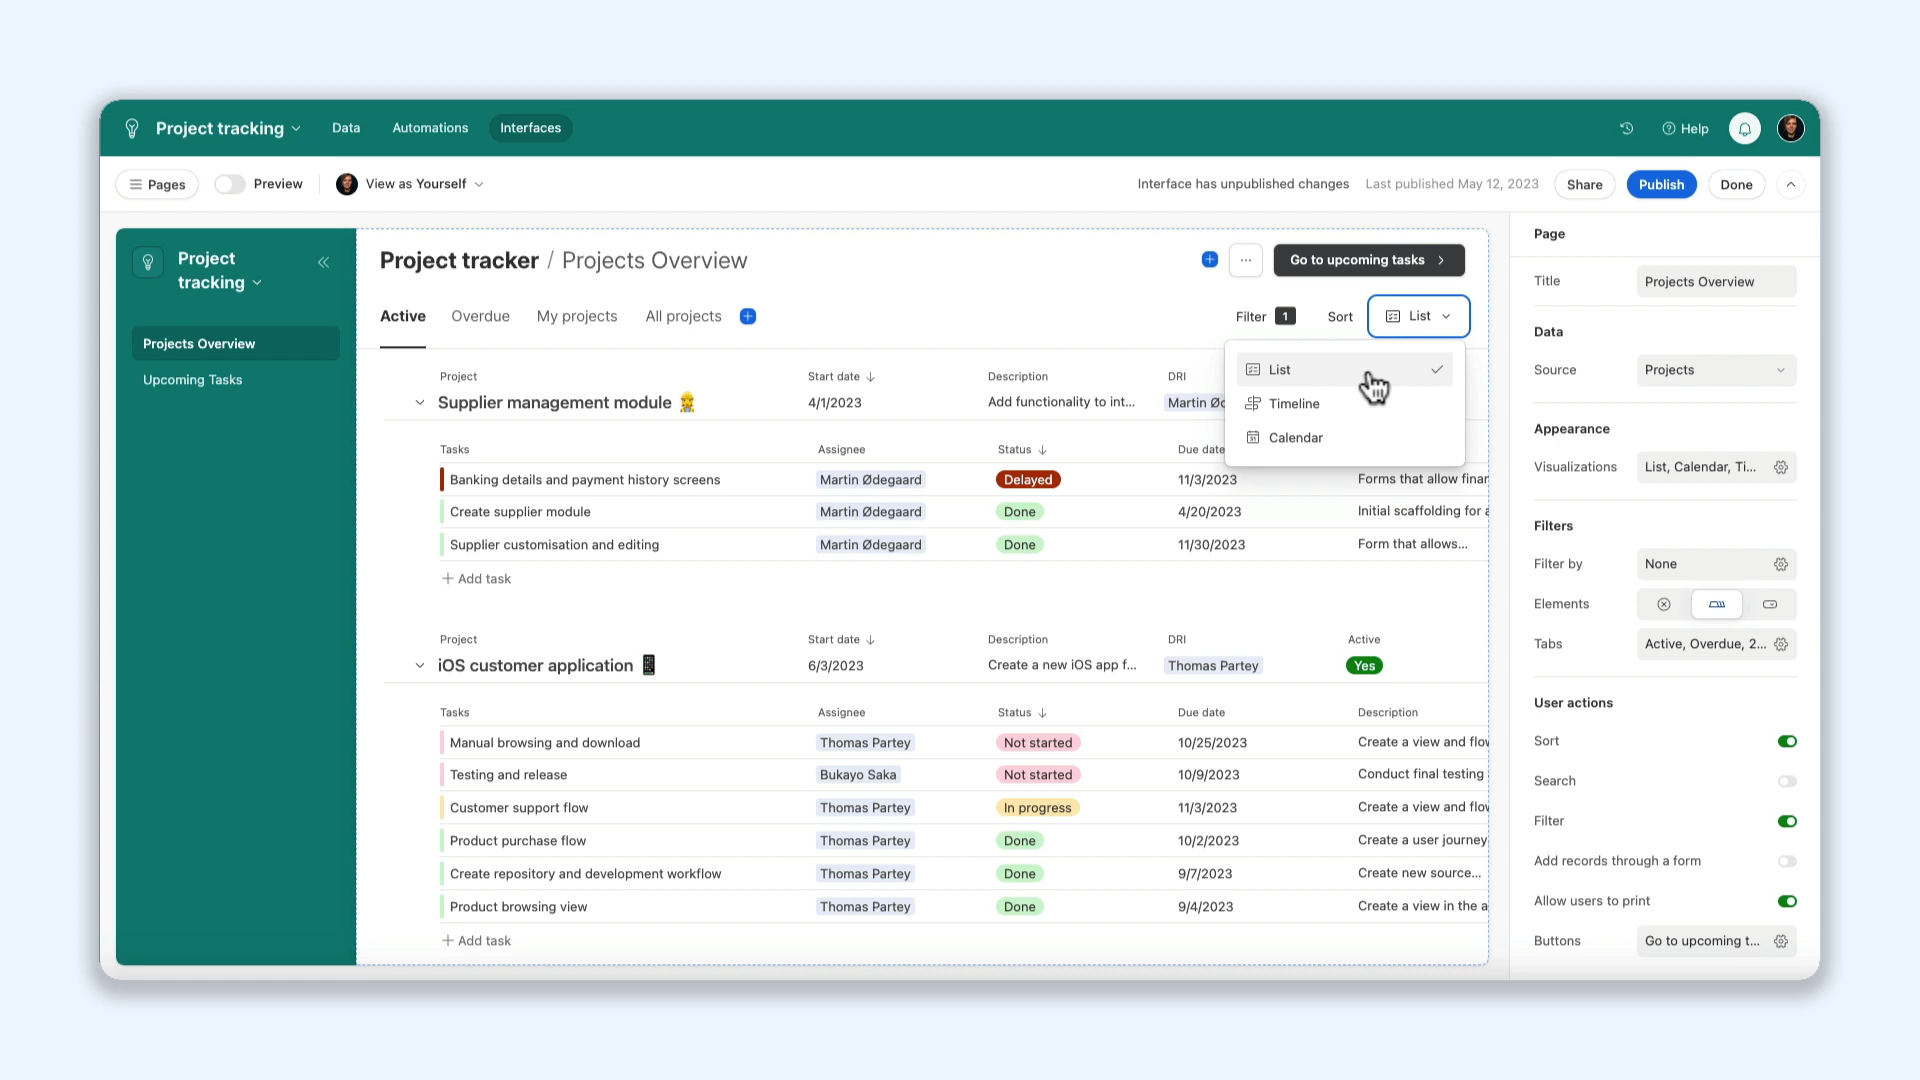 Project tracking
Data
Automations
Interfaces
Help
Pages
Preview
View as Yourself
Interface has unpublished changes
Last published May 12, 2023
Share
Publish
Done
Project
tracking
Projects Overview
Upcoming Tasks
Project tracker / Projects Overview
Go to upcoming tasks
Active
Overdue
My projects
All projects
Filter 1
Sort
List
List
Timeline
Calendar
Project Start date Description DRI
Supplier management module 4/1/2023 Add functionality to int... Martin Ød
Tasks Assignee Status Due date
Banking details and payment history screens Martin Ødegaard Delayed 11/3/2023 Forms that allow finan
Create supplier module Martin Ødegaard Done 4/20/2023 Initial scaffolding for a
Supplier customisation and editing Martin Ødegaard Done 11/30/2023 Form that allows...
+ Add task
Project Start date Description DRI Active
iOS customer application 6/3/2023 Create a new iOS app f... Thomas Partey Yes
Tasks Assignee Status Due date Description
Manual browsing and download Thomas Partey Not started 10/25/2023 Create a view and flow
Testing and release Bukayo Saka Not started 10/9/2023 Conduct final testing
Customer support flow Thomas Partey In progress 11/3/2023 Create a view and flow
Product purchase flow Thomas Partey Done 10/2/2023 Create a user journey
Create repository and development workflow Thomas Partey Done 9/7/2023 Create new source...
Product browsing view Thomas Partey Done 9/4/2023 Create a view in the a
+ Add task
Page
Title Projects Overview
Data
Source Projects
Appearance
Visualizations List, Calendar, Ti...
Filters
Filter by None
Elements
Tabs Active, Overdue, 2...
User actions
Sort
Search
Filter
Add records through a form
Allow users to print
Buttons Go to upcoming t...